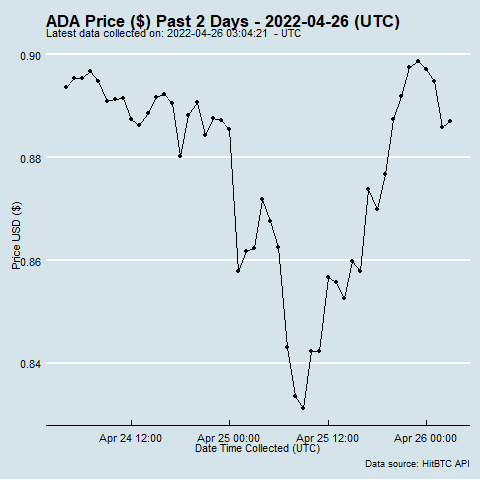 ADA Price ($) Past 2 Days - 2022-04-26 (UTC)
Latest data collected on: 2022-04-26 03:04:21 - UTC
0.90
0.88
0.86
0.84
Price USD ($)
Apr 24 12:00 Apr 25 00:00 Apr 25 12:00 Apr 26 00:00
Date Time Collected (UTC)
Data source: HitBTC API